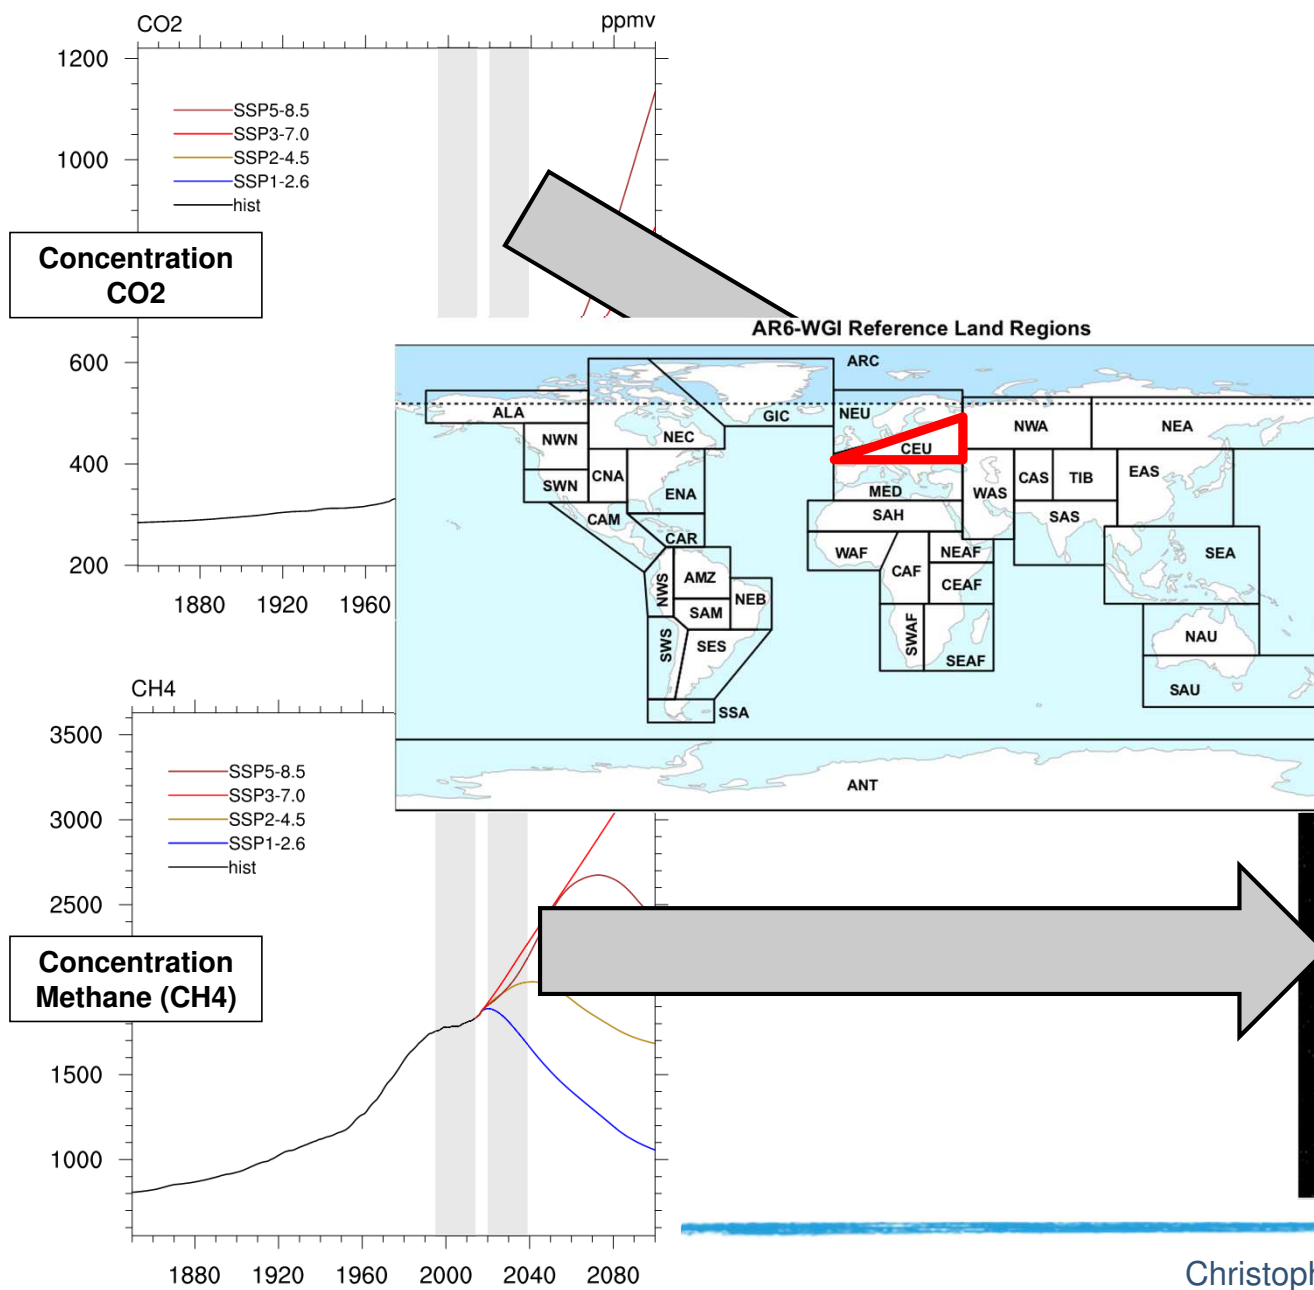 CO2 ppmv
1200
1000
600
400
200
SSP5-8.5
SSP3-7.0
SSP2-4.5
SSP1-2.6
hist
Concentration
CO2
1880 1920 1960
AR6-WGI Reference Land Regions
ARC
ALA
GIC
NEU
NWA
NEA
NWN
NEC
CEU
SWN
CNA
ENA
MED
WAS
CAS
TIB
EAS
CAM
SAH
SAS
CAR
WAF
NEAF
SEA
CAF
NWS
AMZ
NEB
CEAF
SAM
SWS
SES
SWAF
SEAF
NAU
SAU
SSA
ANT
CH4
3500
3000
2500
1500
1000
SSP5-8.5
SSP3-7.0
SSP2-4.5
SSP1-2.6
hist
Concentration
Methane (CH4)
1880 1920 1960 2000 2040 2080
Christoph